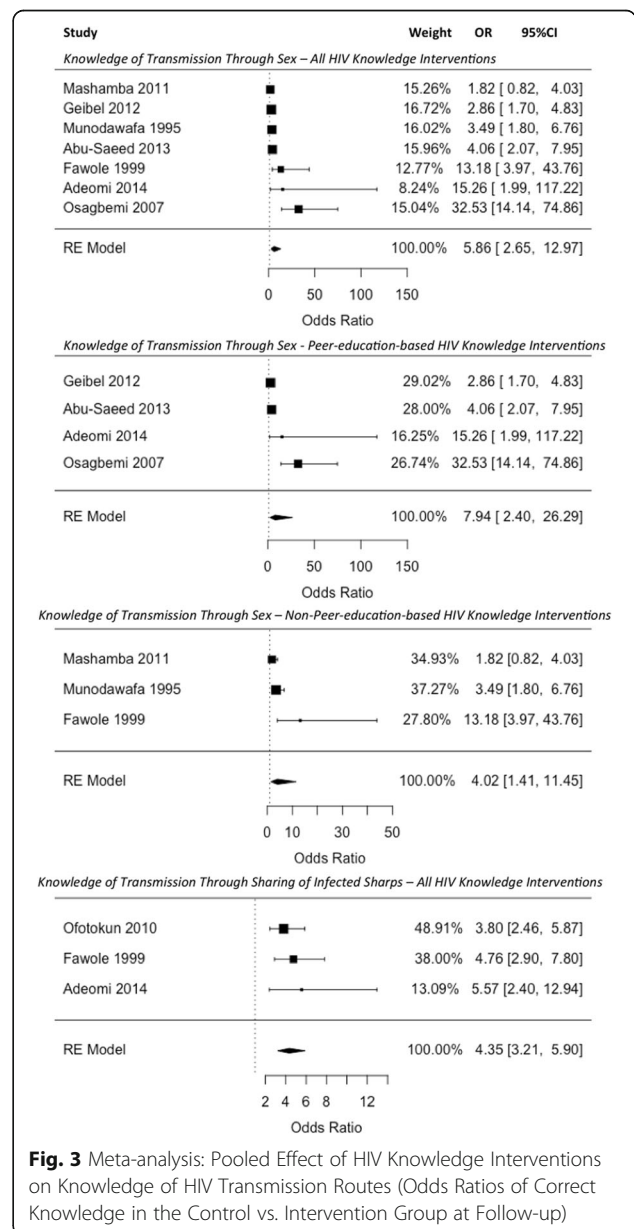 Study Weight OR 95%CI
Knowledge of Transmission Through Sex – All HIV Knowledge Interventions
Mashamba 2011 15.26% 1.82 [ 0.82, 4.03]
Geibel 2012 16.72% 2.86 [ 1.70, 4.83]
Munodawafa 1995 16.02% 3.49 [ 1.80, 6.76]
Abu-Saeed 2013 15.96% 4.06 [ 2.07, 7.95]
Fawole 1999 12.77% 13.18 [ 3.97, 43.76]
Adeomi 2014 8.24% 15.26 [ 1.99, 117.22]
Osagbemi 2007 15.04% 32.53 [14.14, 74.86]
RE Model 100.00% 5.86 [ 2.65, 12.97]
0 50 100 150
Odds Ratio
Knowledge of Transmission Through Sex - Peer-education-based HIV Knowledge Interventions
Geibel 2012 29.02% 2.86 [ 1.70, 4.83]
Abu-Saeed 2013 28.00% 4.06 [ 2.07, 7.95]
Adeomi 2014 16.25% 15.26 [ 1.99, 117.22]
Osagbemi 2007 26.74% 32.53 [14.14, 74.86]
RE Model 100.00% 7.94 [ 2.40, 26.29]
0 50 100 150
Odds Ratio
Knowledge of Transmission Through Sex – Non-Peer-education-based HIV Knowledge Interventions
Mashamba 2011 34.93% 1.82 [0.82, 4.03]
Munodawafa 1995 37.27% 3.49 [1.80, 6.76]
Fawole 1999 27.80% 13.18 [3.97, 43.76]
RE Model 100.00% 4.02 [1.41, 11.45]
0 10 30 50
Odds Ratio
Knowledge of Transmission Through Sharing of Infected Sharps – All HIV Knowledge Interventions
Ofotokun 2010 48.91% 3.80 [2.46, 5.87]
Fawole 1999 38.00% 4.76 [2.90, 7.80]
Adeomi 2014 13.09% 5.57 [2.40, 12.94]
RE Model 100.00% 4.35 [3.21, 5.90]
2 4 6 8 12
Odds Ratio
Fig. 3 Meta-analysis: Pooled Effect of HIV Knowledge Interventions
on Knowledge of HIV Transmission Routes (Odds Ratios of Correct
Knowledge in the Control vs. Intervention Group at Follow-up)